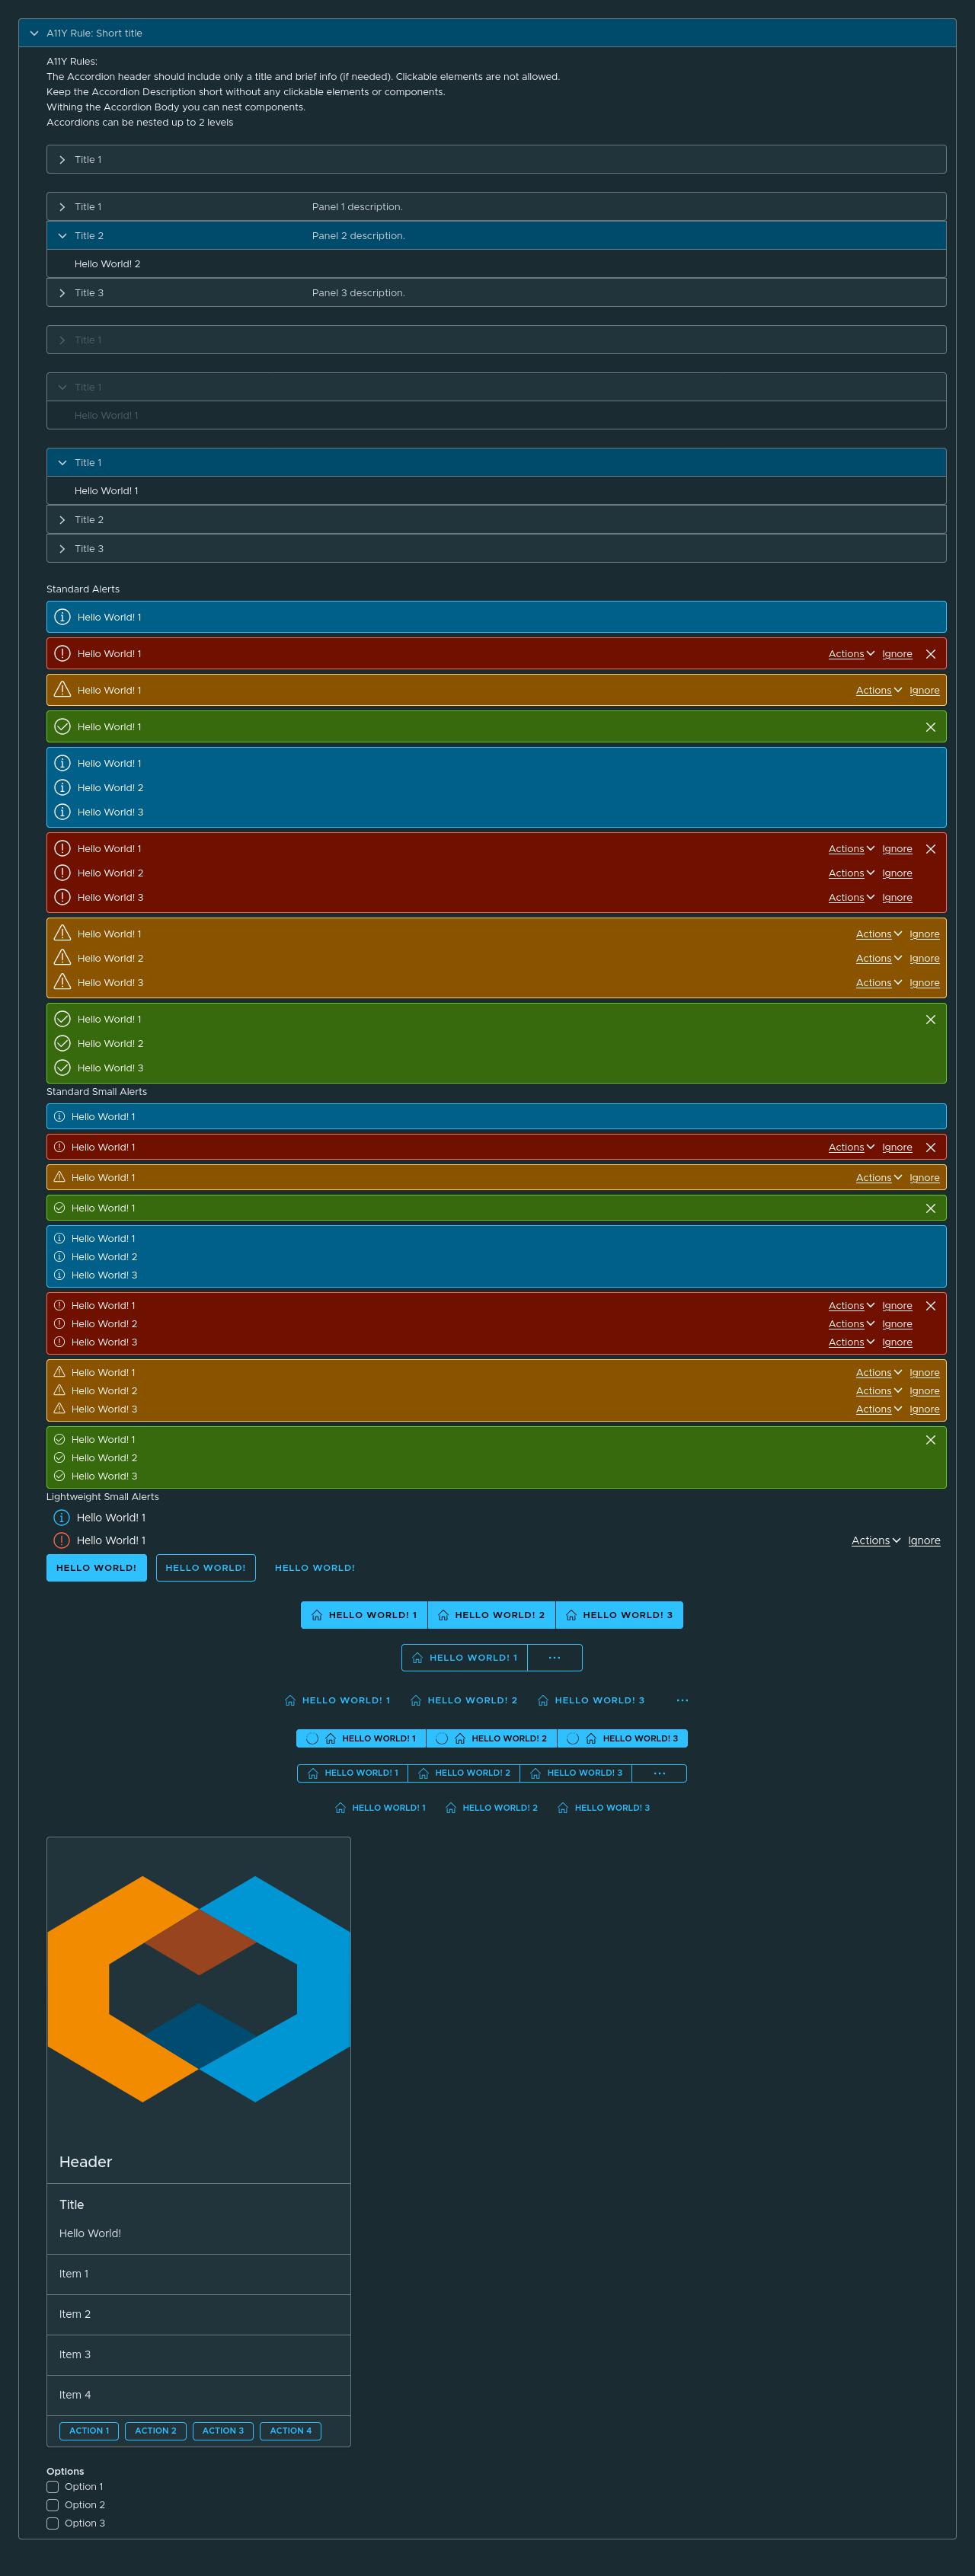 A11Y Rule: Short title
A11Y Rules:
The Accordion header should include only a title and brief info (if needed). Clickable elements are not allowed.
Keep the Accordion Description short without any clickable elements or components.
Withing the Accordion Body you can nest components.
Accordions can be nested up to 2 levels
Title 1
Title 1 Panel 1 description.
Title 2 Panel 2 description.
Hello World! 2
Title 3 Panel 3 description.
Title 1
Title 1
Hello World! 1
Title 1
Hello World! 1
Title 2
Title 3
Standard Alerts
Hello World! 1
Hello World! 1 Actions Ignore
Hello World! 1 Actions Ignore
Hello World! 1
Hello World! 1
Hello World! 2
Hello World! 3
Hello World! 1 Actions Ignore
Hello World! 2 Actions Ignore
Hello World! 3 Actions Ignore
Hello World! 1 Actions Ignore
Hello World! 2 Actions Ignore
Hello World! 3 Actions Ignore
Hello World! 1
Hello World! 2
Hello World! 3
Standard Small Alerts
Hello World! 1
Hello World! 1 Actions Ignore
Hello World! 1 Actions Ignore
Hello World! 1
Hello World! 1
Hello World! 2
Hello World! 3
Hello World! 1 Actions Ignore
Hello World! 2 Actions Ignore
Hello World! 3 Actions Ignore
Hello World! 1 Actions Ignore
Hello World! 2 Actions Ignore
Hello World! 3 Actions Ignore
Hello World! 1
Hello World! 2
Hello World! 3
Lightweight Small Alerts
Hello World! 1
Hello World! 1 Actions Ignore
HELLO WORLD! HELLO WORLD! HELLO WORLD!
HELLO WORLD! 1 HELLO WORLD! 2 HELLO WORLD! 3
HELLO WORLD! 1 ...
HELLO WORLD! 1 HELLO WORLD! 2 HELLO WORLD! 3 ...
HELLO WORLD! 1 HELLO WORLD! 2 HELLO WORLD! 3
HELLO WORLD! 1 HELLO WORLD! 2 HELLO WORLD! 3 ...
HELLO WORLD! 1 HELLO WORLD! 2 HELLO WORLD! 3
Header
Title
Hello World!
Item 1
Item 2
Item 3
Item 4
ACTION 1 ACTION 2 ACTION 3 ACTION 4
Options
Option 1
Option 2
Option 3